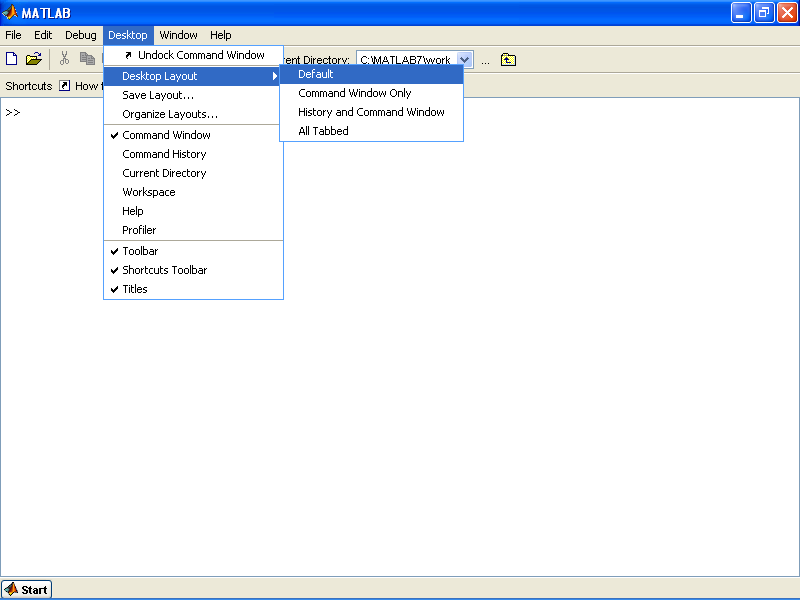 MATLAB
File Edit Debug Desktop Window Help
Undock Command Window
Directory: C:\MATLAB7\work ...
Desktop Layout
Default
Save Layout...
Command Window Only
Organize Layouts...
History and Command Window
All Tabbed
Shortcuts How
>>
Command Window
Command History
Current Directory
Workspace
Help
Profiler
Toolbar
Shortcuts Toolbar
Titles
Start